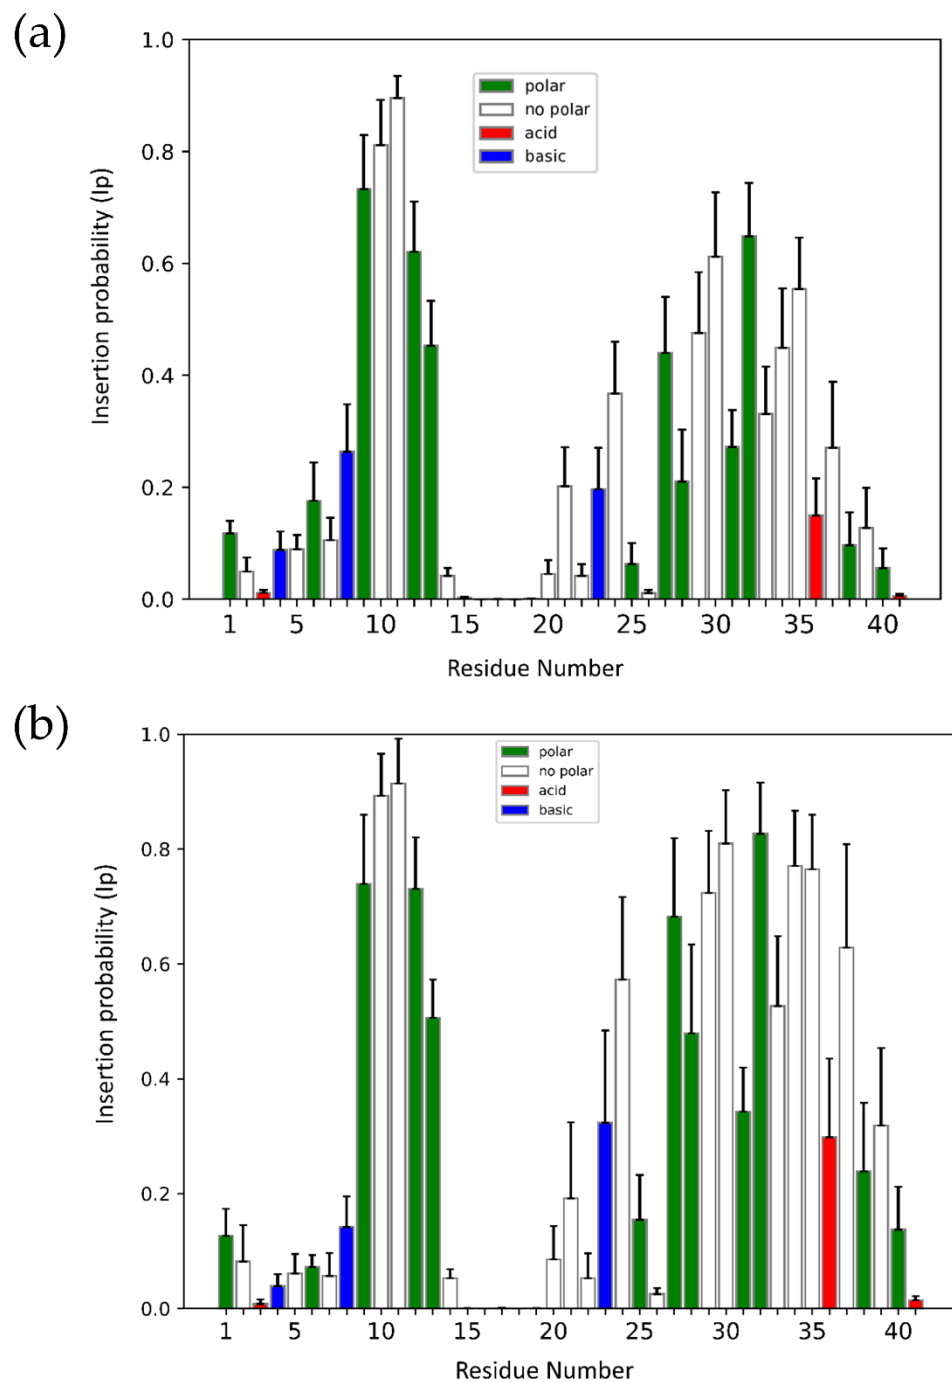 (a)
1.0
0.8
0.6
0.4
0.2
0.0
Insertion probability (Ip)
polar
no polar
acid
basic
1 5 10 15 20 25 30 35 40
Residue Number
(b)
1.0
0.8
0.6
0.4
0.2
0.0
Insertion probability (Ip)
polar
no polar
acid
basic
1 5 10 15 20 25 30 35 40
Residue Number